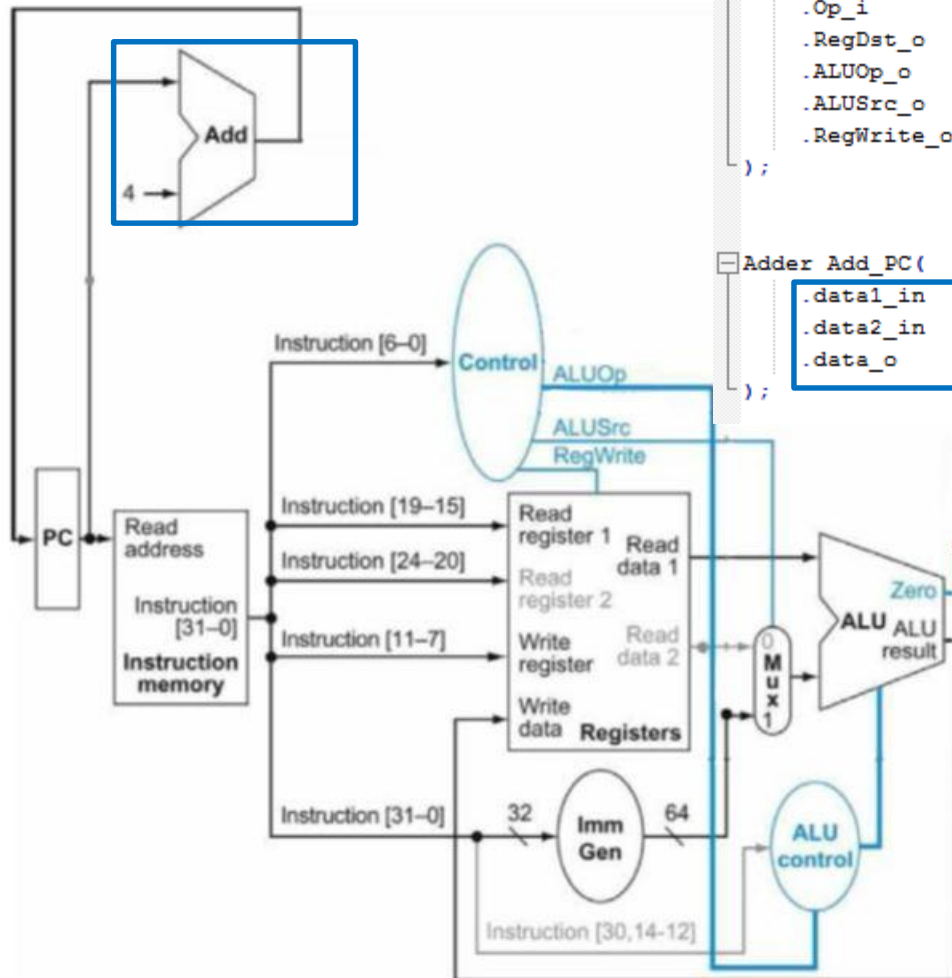 .Op_i
.RegDst_o
.ALUOp_o
.ALUSrc_o
.RegWrite_o
);
Adder Add_PC(
.data1_in
.data2_in
.data_o
);
Add
4
Instruction [6–0]
Control
ALUOp
ALUSrc
RegWrite
PC
Read
address
Instruction
[31–0]
Instruction
memory
Instruction [19–15]
Instruction [24–20]
Instruction [11–7]
Instruction [31–0]
Read
register 1
Read
data 1
Read
register 2
Write
register
Read
data 2
Write
data
Registers
0
M
u
x
1
Zero
ALU
ALU
result
32
Imm
Gen
64
ALU
control
Instruction [30,14-12]